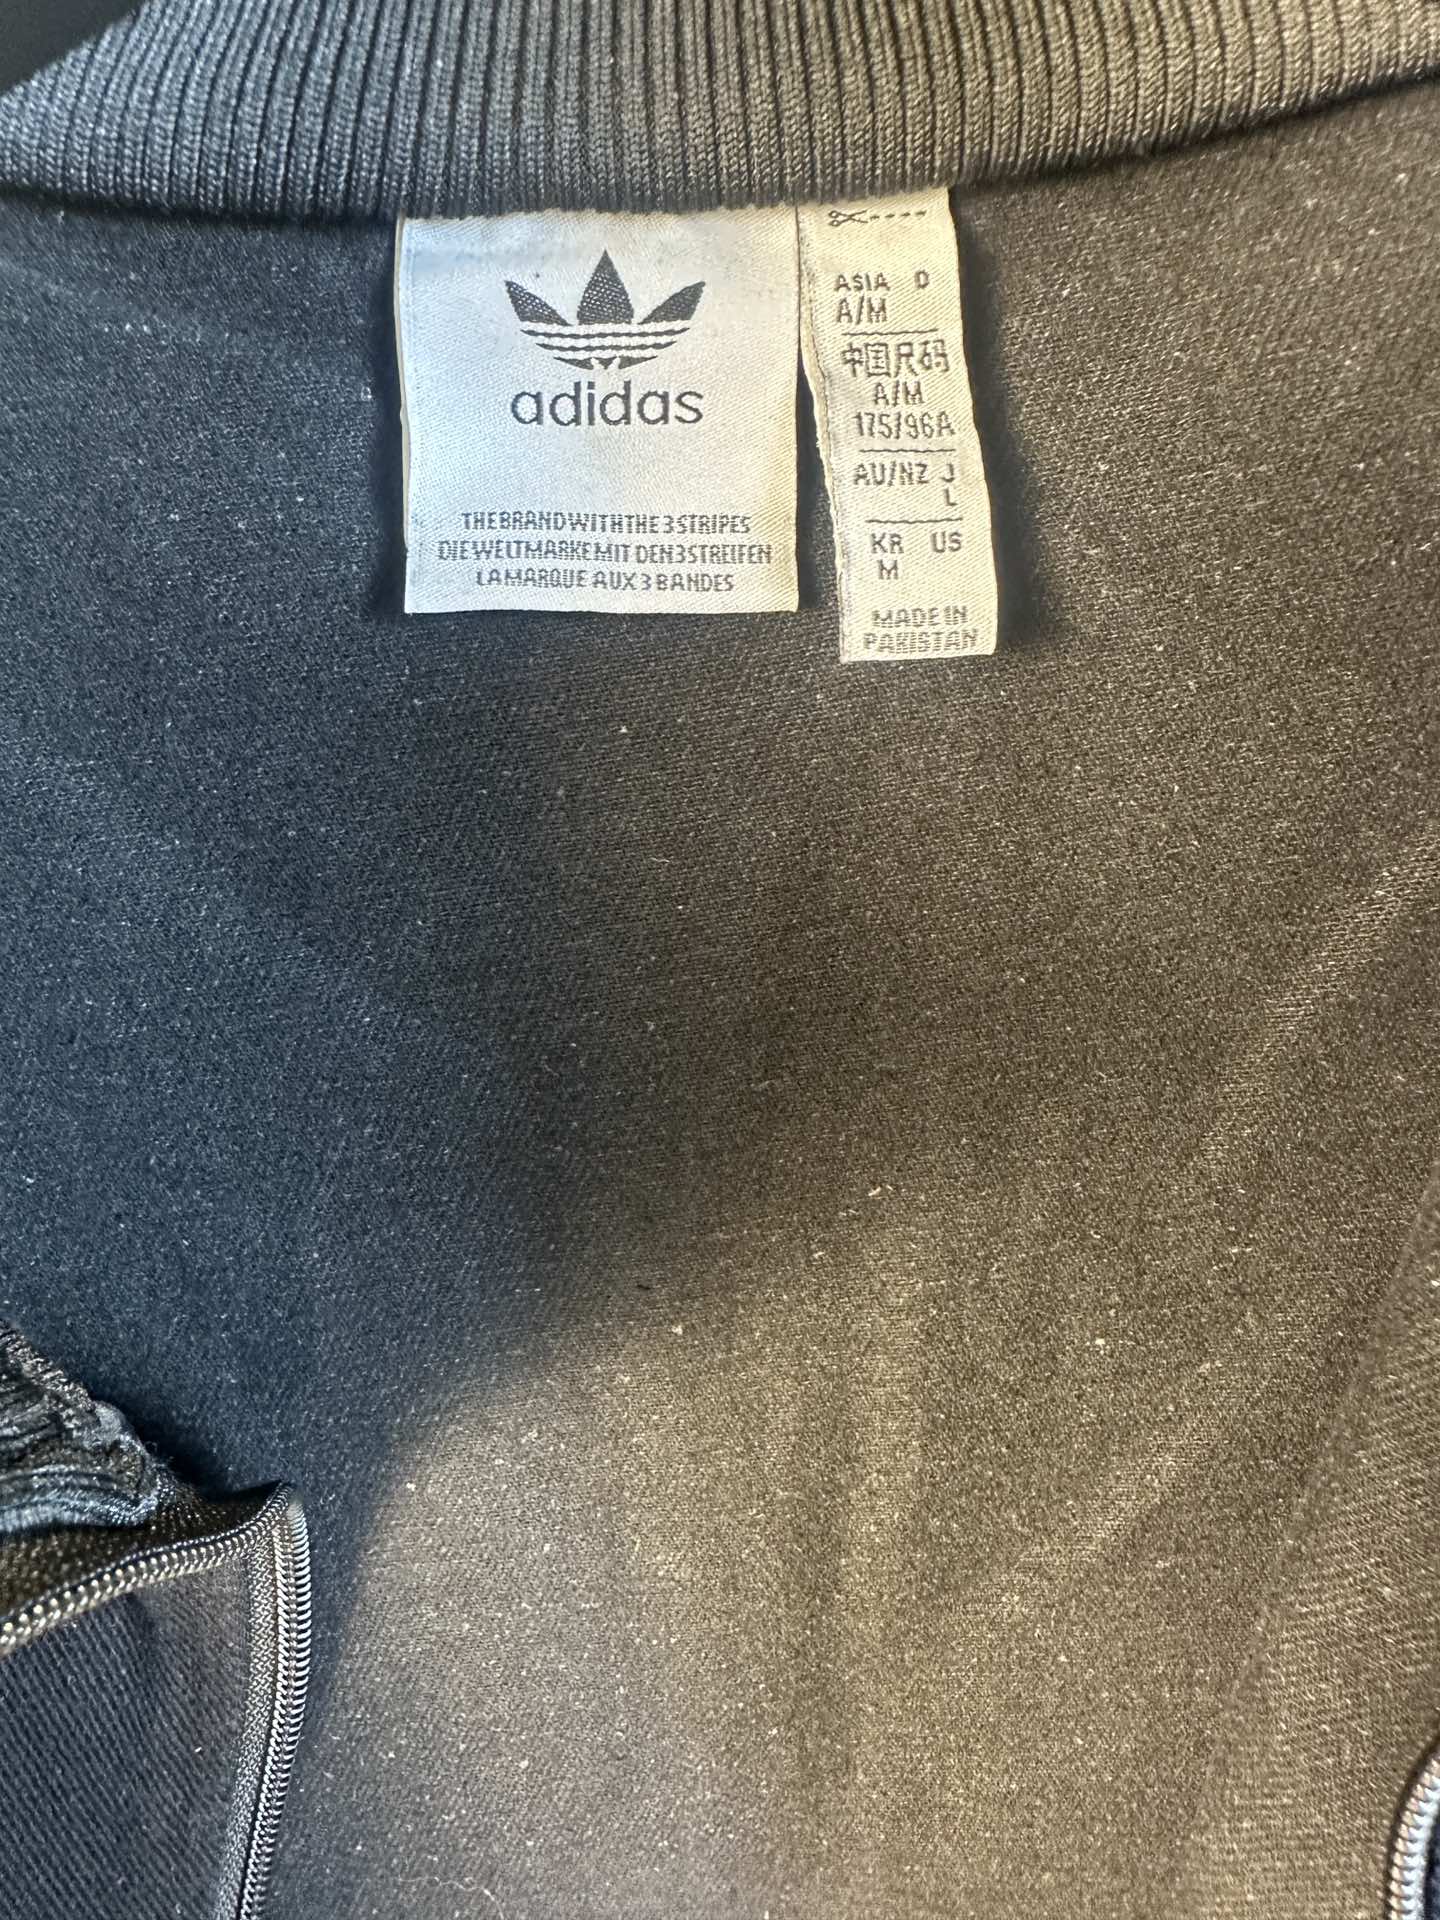 adidas
THE BRAND WITH THE 3 STRIPES
DIE WELTMARKE MIT DEN 3 STREIFEN
LA MARQUE AUX 3 BANDES
ASIA D
A/M
中国尺码
A/M
175/96A
AU/NZ J
L
KR US
M
MADE IN
PAKISTAN